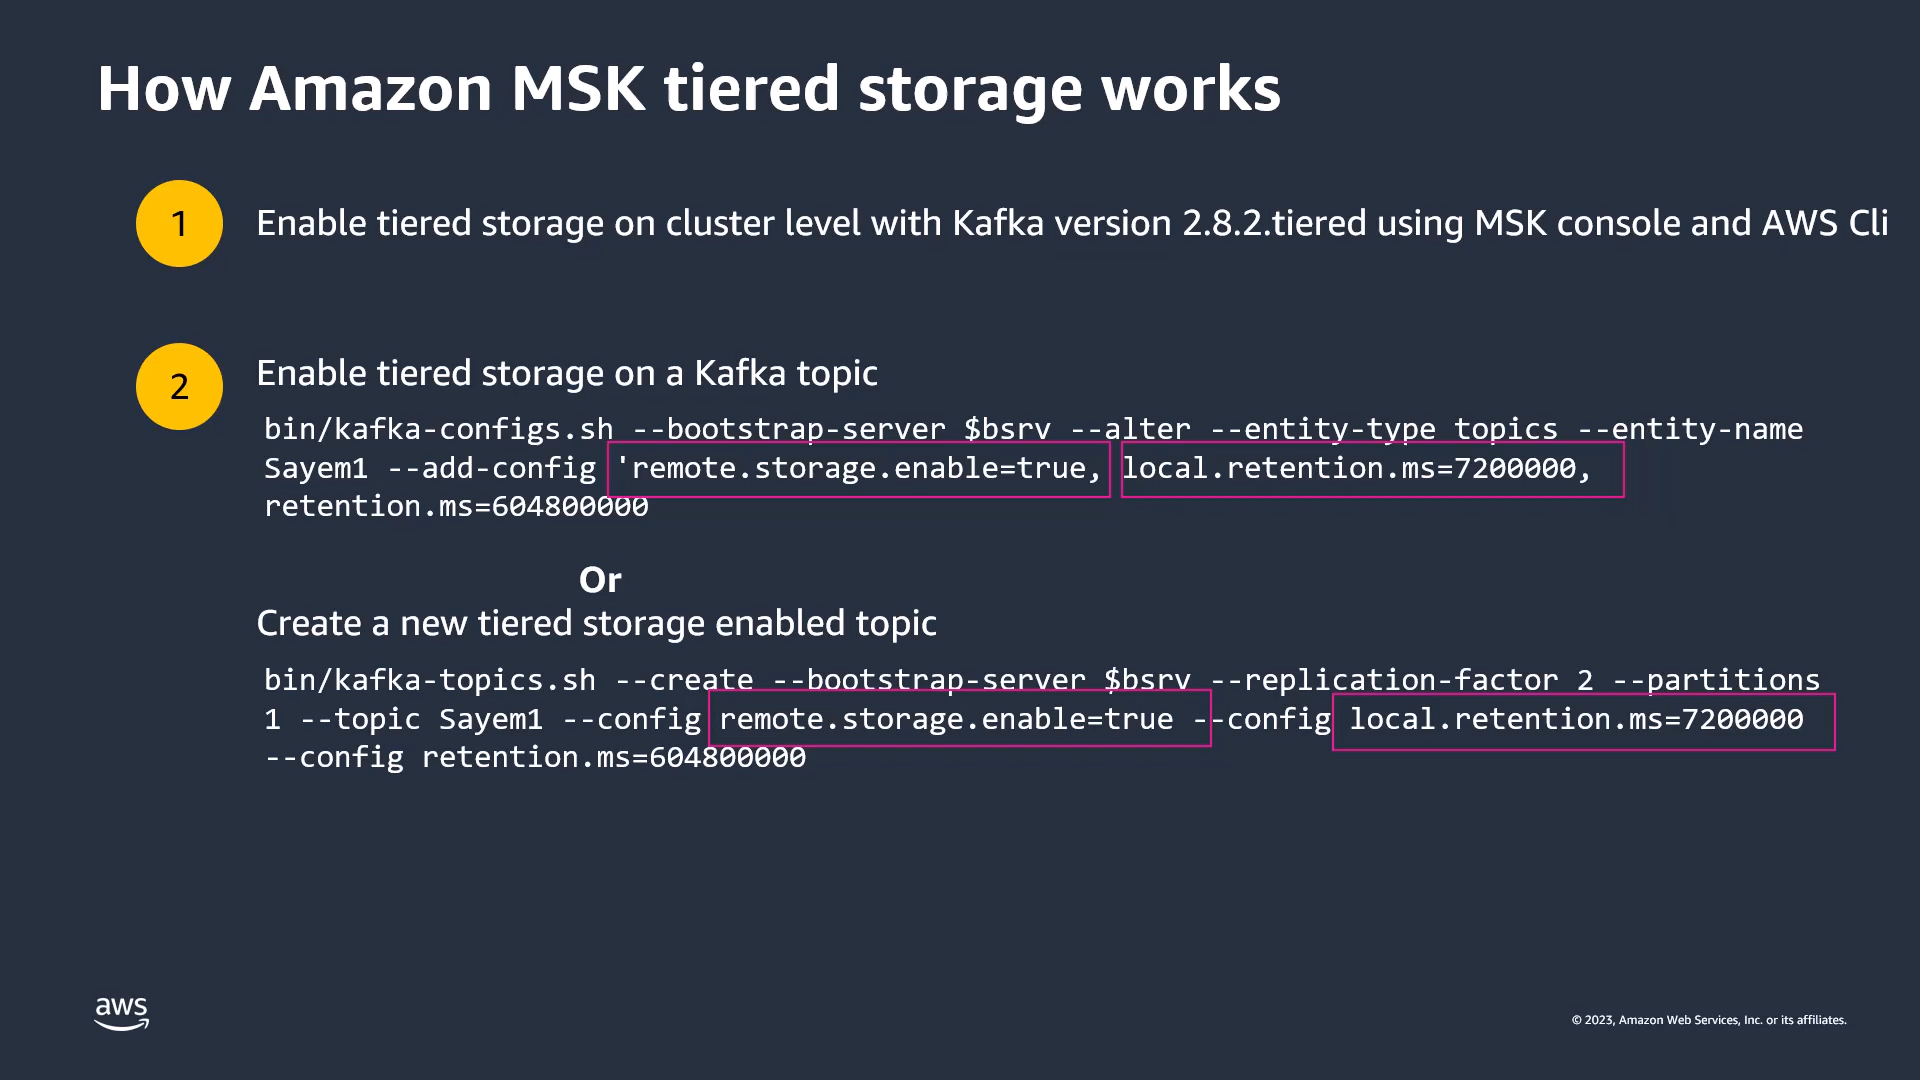 How Amazon MSK tiered storage works
1
Enable tiered storage on cluster level with Kafka version 2.8.2.tiered using MSK console and AWS Cli
2
Enable tiered storage on a Kafka topic
bin/kafka-configs.sh --bootstrap-server $bsrv --alter --entity-type topics --entity-name
Sayem1 --add-config 'remote.storage.enable=true, local.retention.ms=7200000,
retention.ms=604800000
Or
Create a new tiered storage enabled topic
bin/kafka-topics.sh --create --bootstrap-server $bsrv --replication-factor 2 --partitions
1 --topic Sayem1 --config remote.storage.enable=true --config local.retention.ms=7200000
--config retention.ms=604800000
aws
© 2023, Amazon Web Services, Inc. or its affiliates.